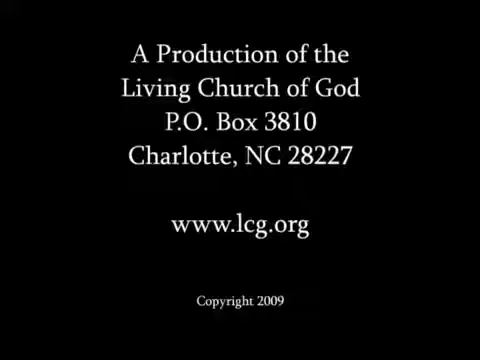 A Production of the
Living Church of God
P.O. Box 3810
Charlotte, NC 28227
www.lcg.org
Copyright 2009